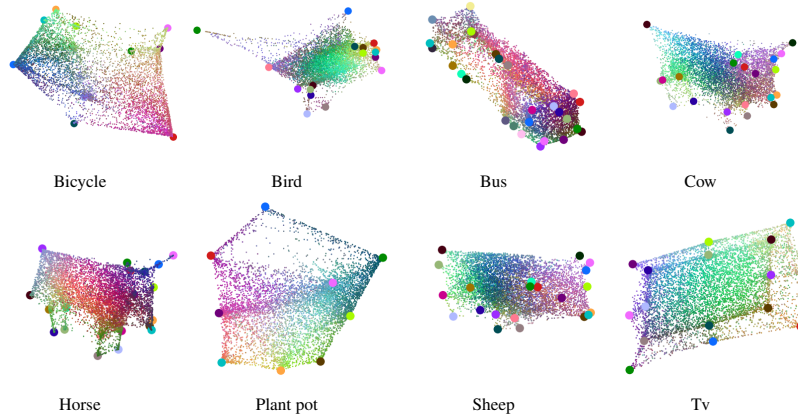 Bicycle
Bird
Bus
Cow
Horse
Plant pot
Sheep
Tv